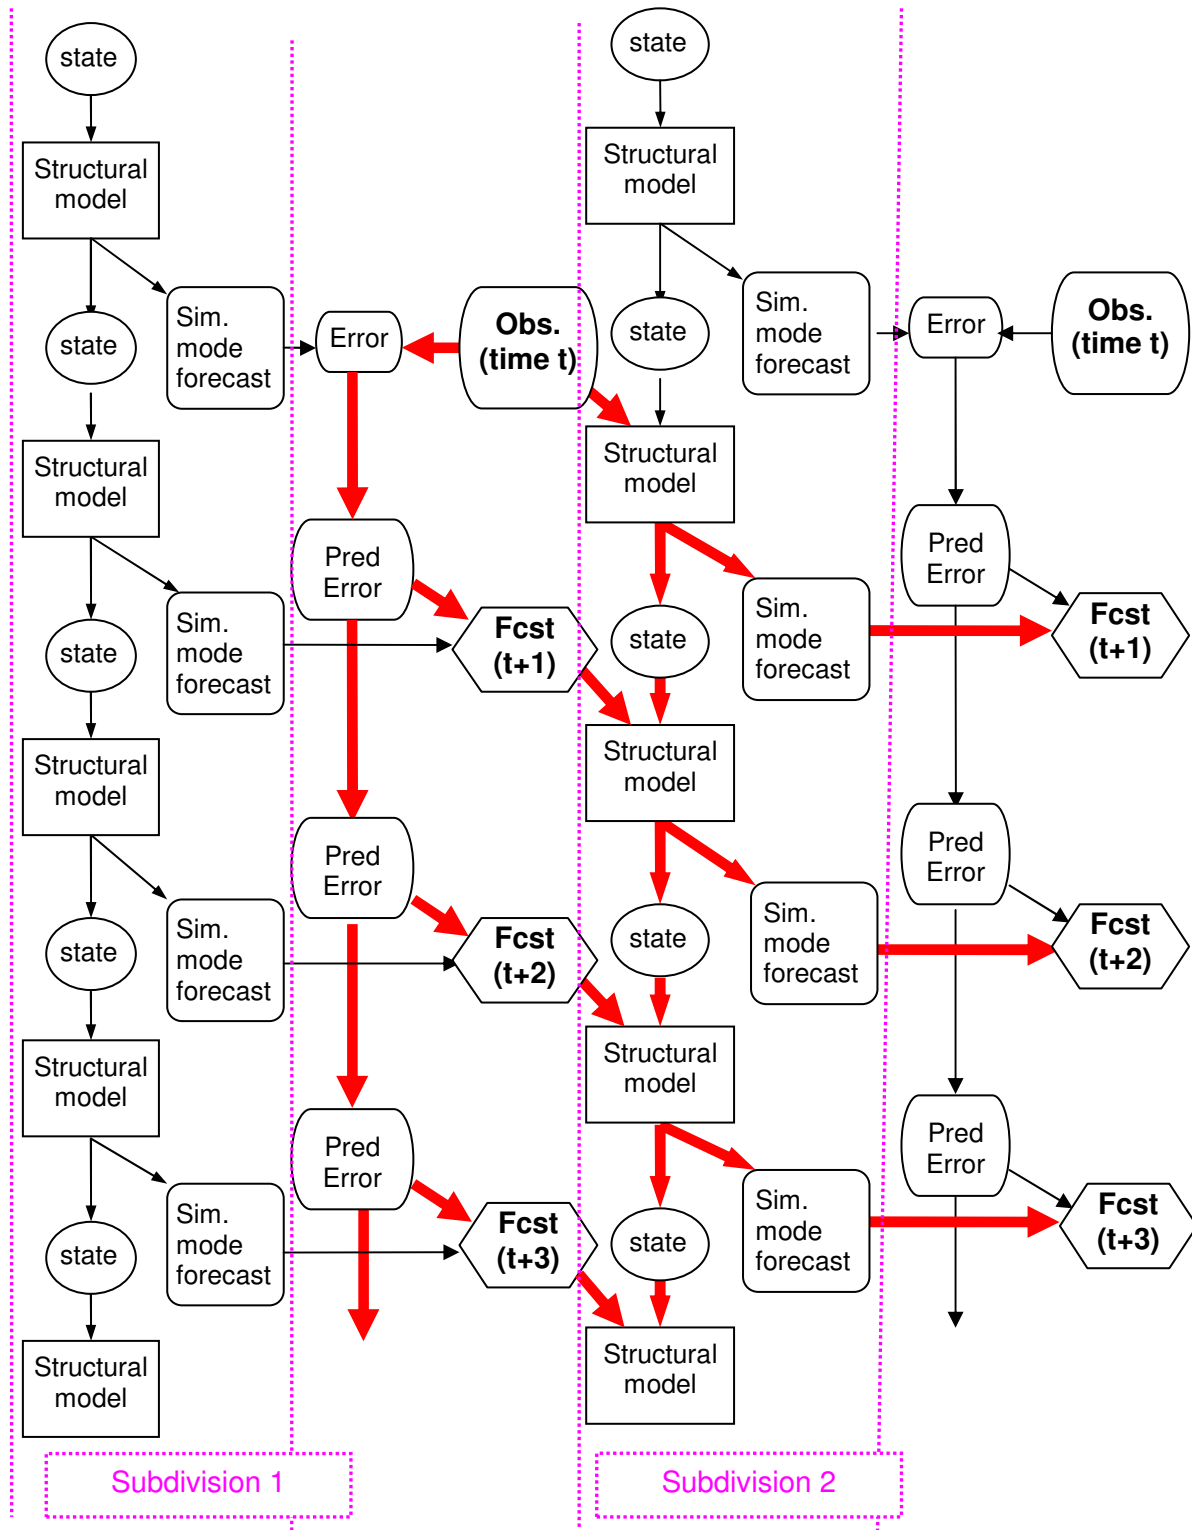 state
state
Structural
model
Structural
model
Sim.
mode
forecast
state
Error
Obs.
(time t)
Sim.
mode
forecast
state
Error
Obs.
(time t)
Structural
model
Structural
model
Pred
Error
Pred
Error
Sim.
mode
forecast
state
Fcst
(t+1)
Sim.
mode
forecast
state
Fcst
(t+1)
Structural
model
Structural
model
Pred
Error
Pred
Error
Sim.
mode
forecast
state
Fcst
(t+2)
Sim.
mode
forecast
state
Fcst
(t+2)
Structural
model
Structural
model
Pred
Error
Pred
Error
Sim.
mode
forecast
state
Fcst
(t+3)
Sim.
mode
forecast
state
Fcst
(t+3)
Structural
model
Structural
model
Subdivision 1
Subdivision 2